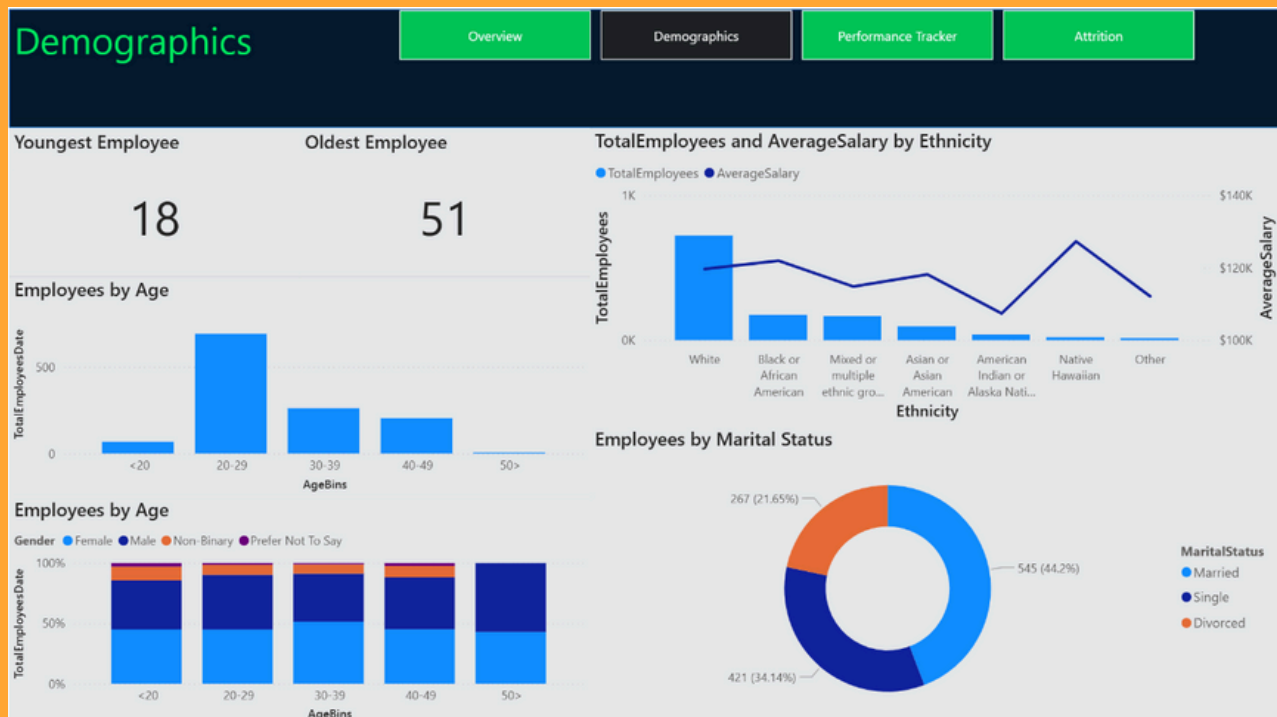 Demographics
Overview
Demographics
Performance Tracker
Attrition
Youngest Employee
18
Oldest Employee
51
Employees by Age
TotalEmployeesDate
500
0
<20
20-29
30-39
40-49
50>
AgeBins
Employees by Age
Gender Female Male Non-Binary Prefer Not To Say
TotalEmployeesDate
100%
50%
0%
<20
20-29
30-39
40-49
50>
AgeBins
TotalEmployees and AverageSalary by Ethnicity
TotalEmployees AverageSalary
TotalEmployees
1K
0K
$140K
$120K
$100K
AverageSalary
White
Black or
African
American
Mixed or
multiple
ethnic gro...
Asian or
Asian
American
American
Indian or
Alaska Nati...
Native
Hawaiian
Other
Ethnicity
Employees by Marital Status
267 (21.65%)
545 (44.2%)
421 (34.14%)
MaritalStatus
Married
Single
Divorced